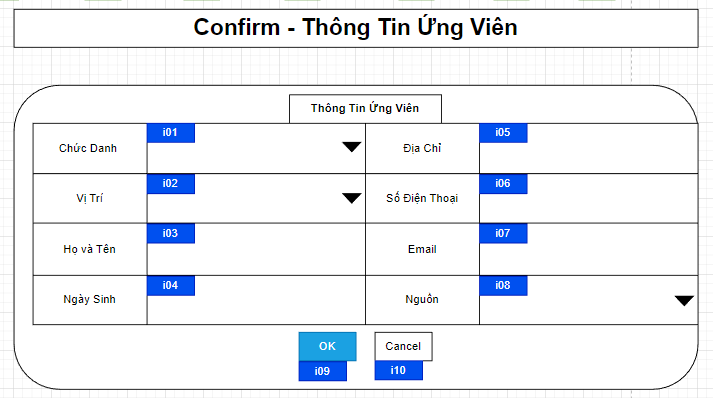 Confirm - Thông Tin Ứng Viên
Thông Tin Ứng Viên
Chức Danh
i01
Địa Chỉ
i05
Vị Trí
i02
Số Điện Thoại
i06
Họ và Tên
i03
Email
i07
Ngày Sinh
i04
Nguồn
i08
OK
Cancel
i09
i10